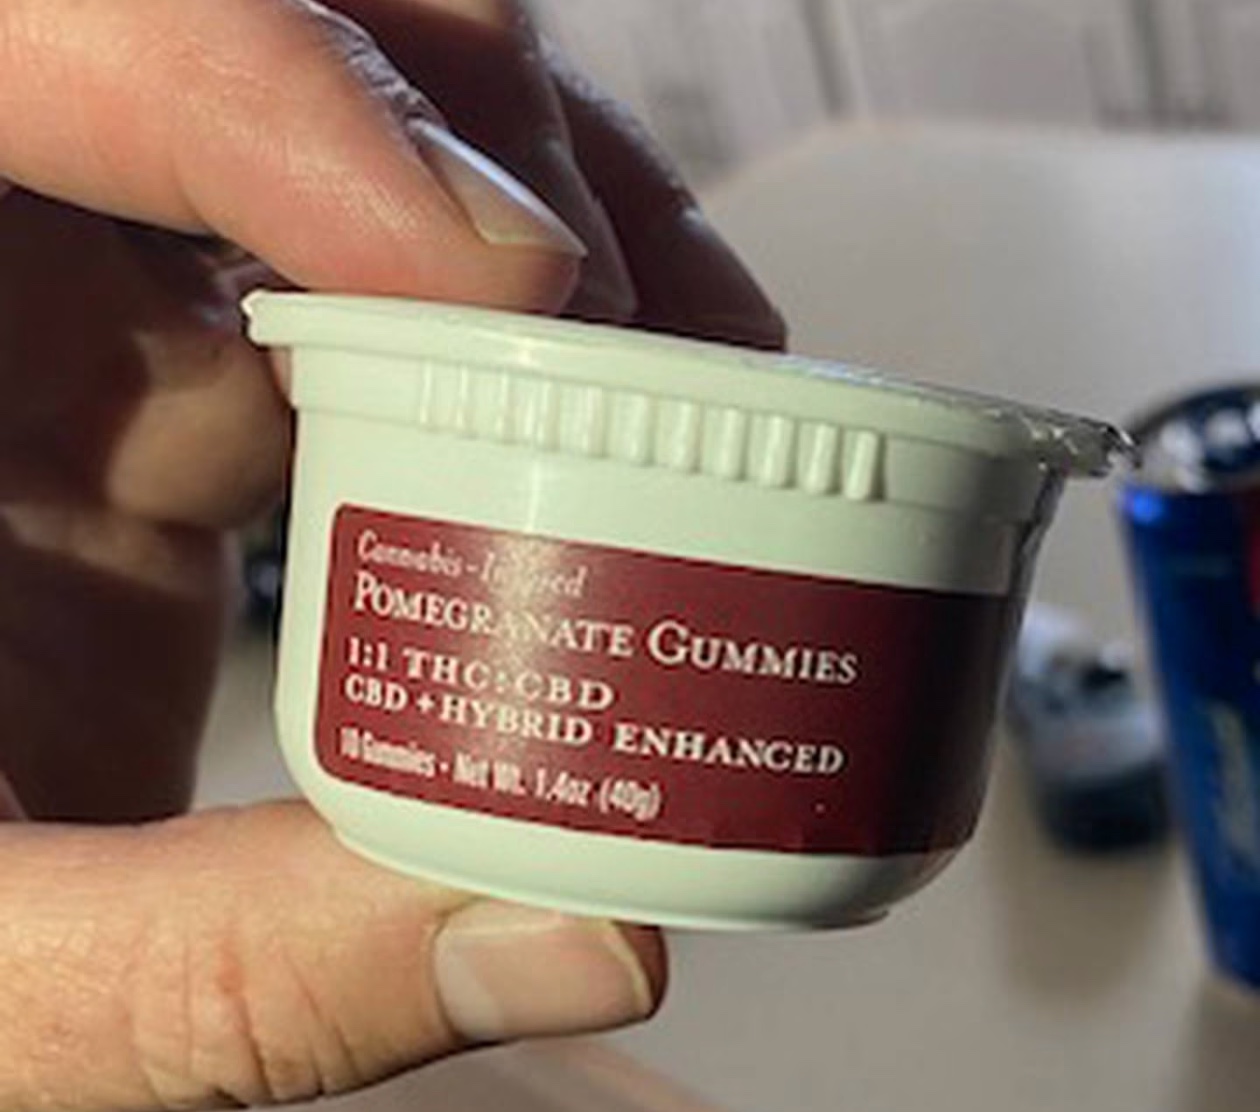 Cannabis-Infused
POMEGRANATE GUMMIES
1:1 THC:CBD
CBD + HYBRID ENHANCED
10 Gummies • Net Wt. 1.4oz (40g)